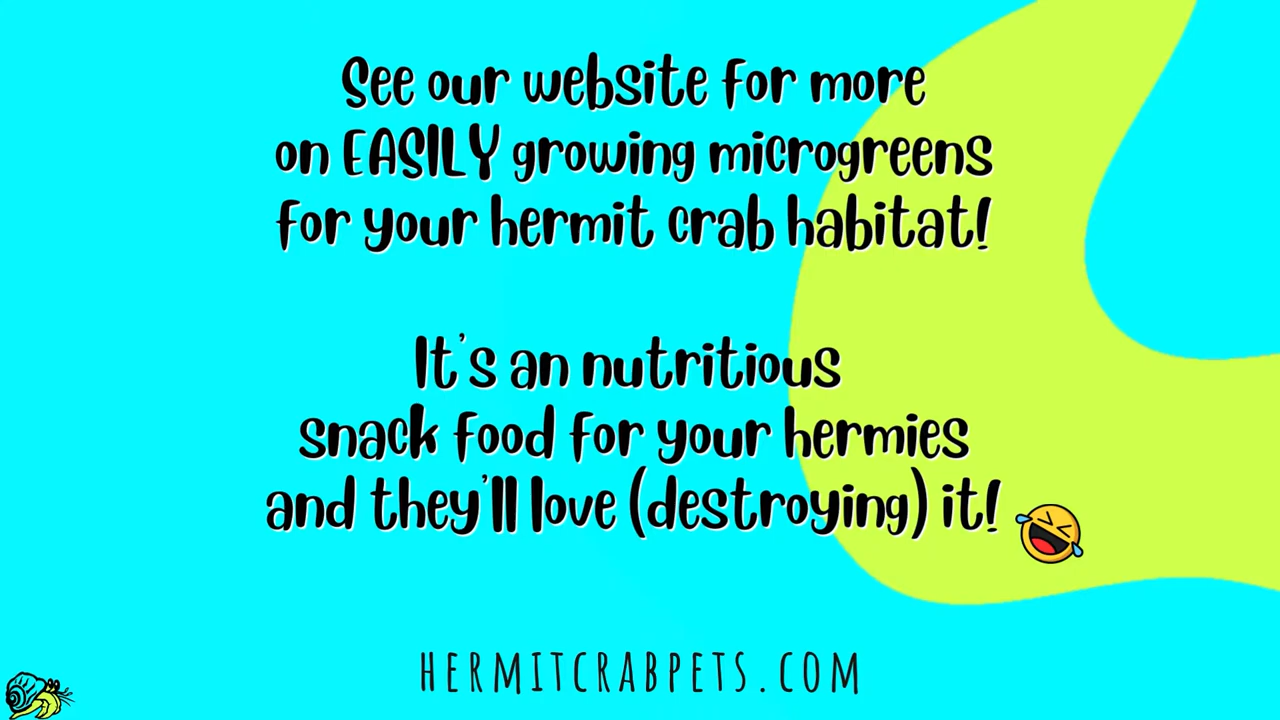 See our website for more
on EASILY growing microgreens
for your hermit crab habitat!
It's an nutritious
snack food for your hermies
and they'll love (destroying) it!
HERMITCRABPETS.COM